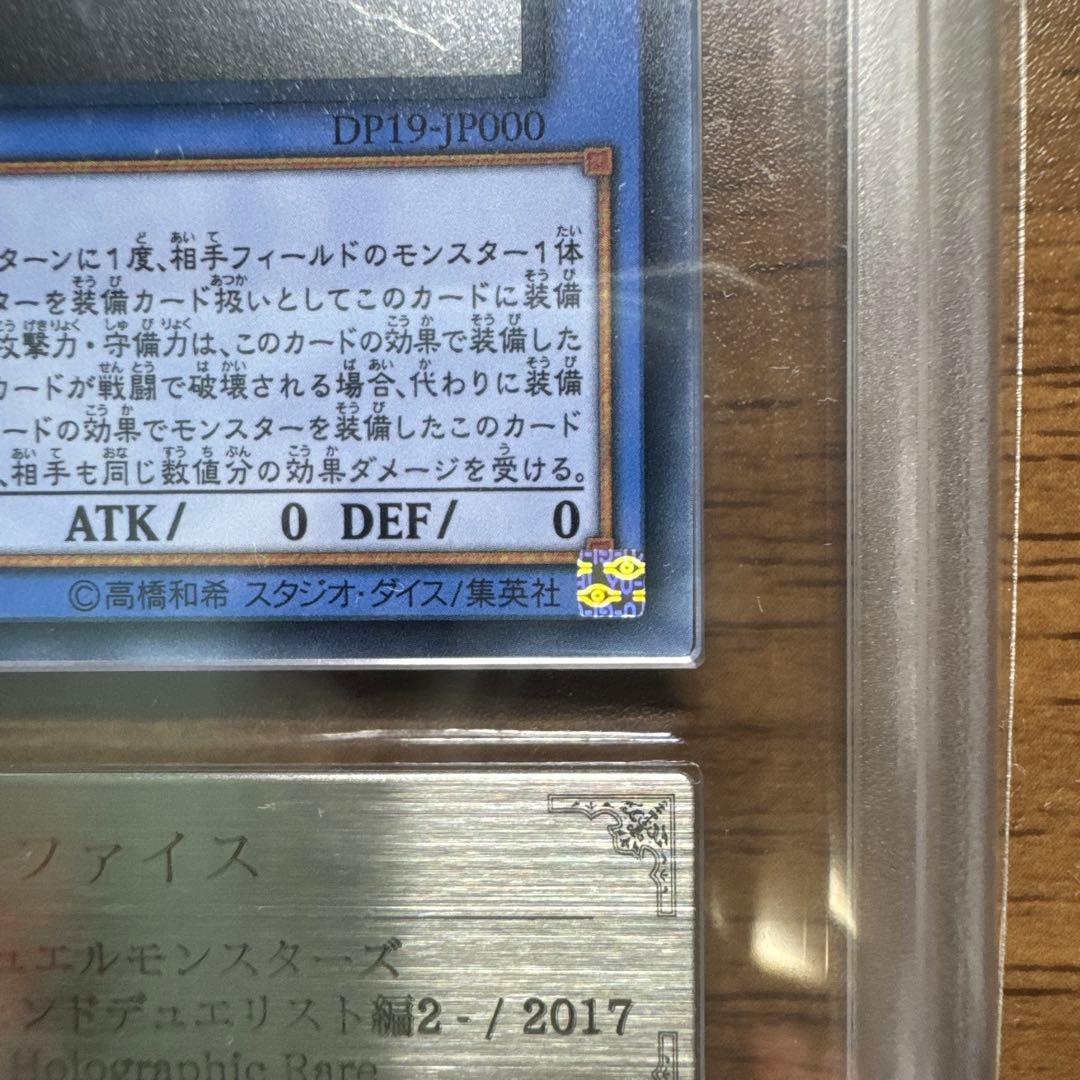 DP19-JP000
ターンに1度、相手フィールドのモンスター1体
ターを装備カード扱いとしてこのカードに装備
攻撃力・守備力は、このカードの効果で装備した
カードが戦闘で破壊される場合、代わりに装備
ードの効果でモンスターを装備したこのカード
、相手も同じ数値分の効果ダメージを受ける。
ATK/ 0 DEF/ 0
©高橋和希 スタジオ・ダイス/集英社
ファイス
ュエルモンスターズ
ンドデュエリスト編2 - / 2017
Holographic Rare